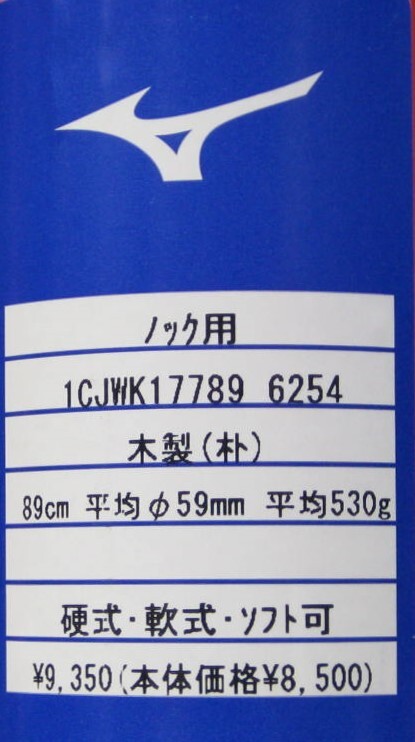 ノック用
1CJWK17789 6254
木製(朴)
89cm 平均φ59mm 平均530g
硬式・軟式・ソフト可
¥9,350(本体価格¥8,500)